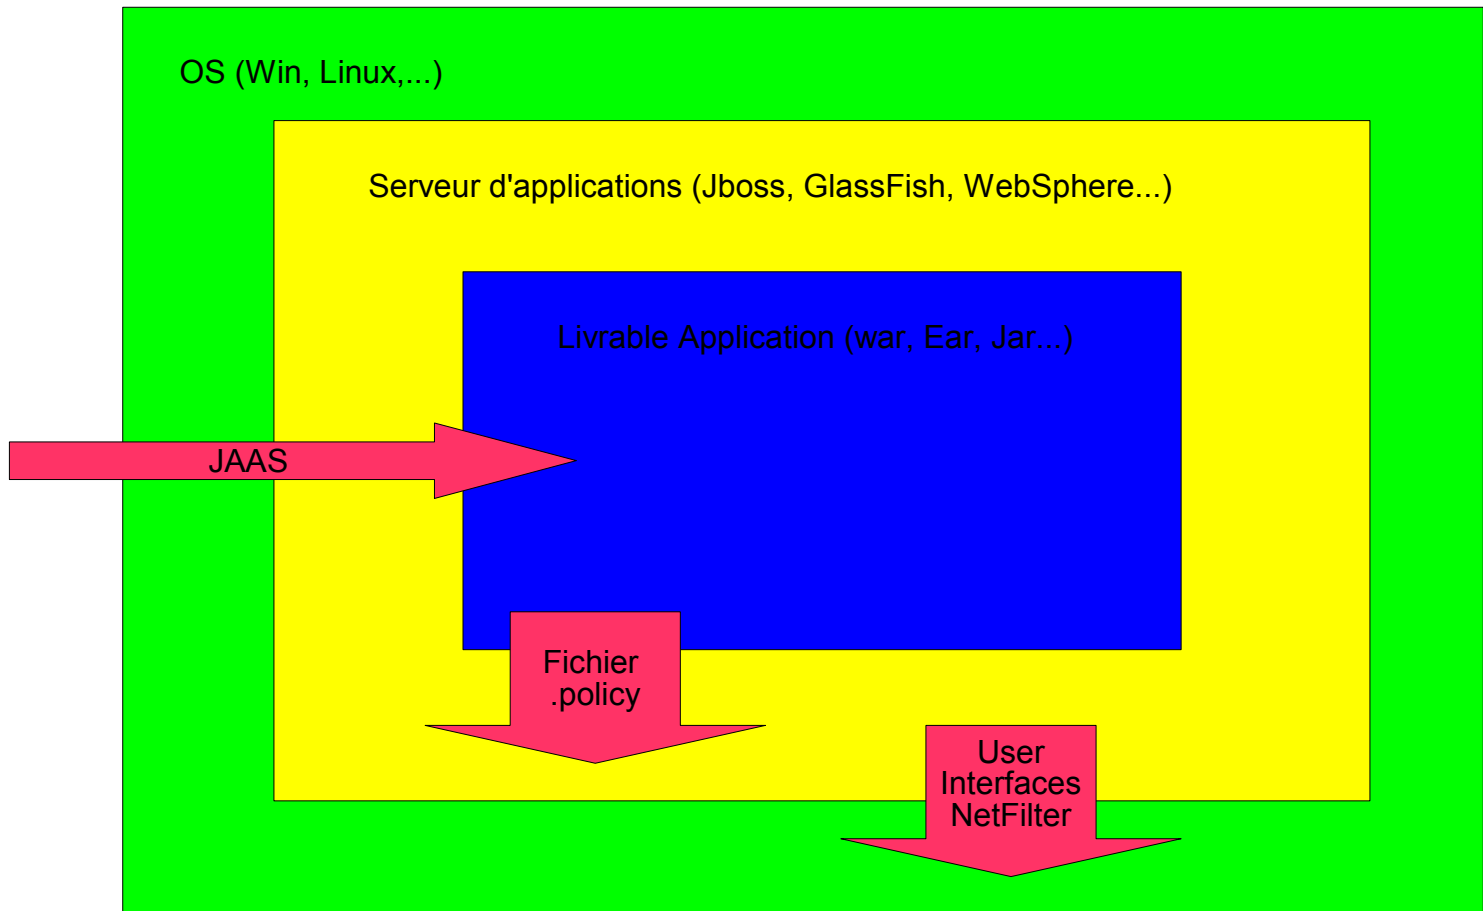 OS (Win, Linux,...)
Serveur d'applications (Jboss, GlassFish, WebSphere...)
Livrable Application (war, Ear, Jar...)
JAAS
Fichier
.policy
User
Interfaces
NetFilter